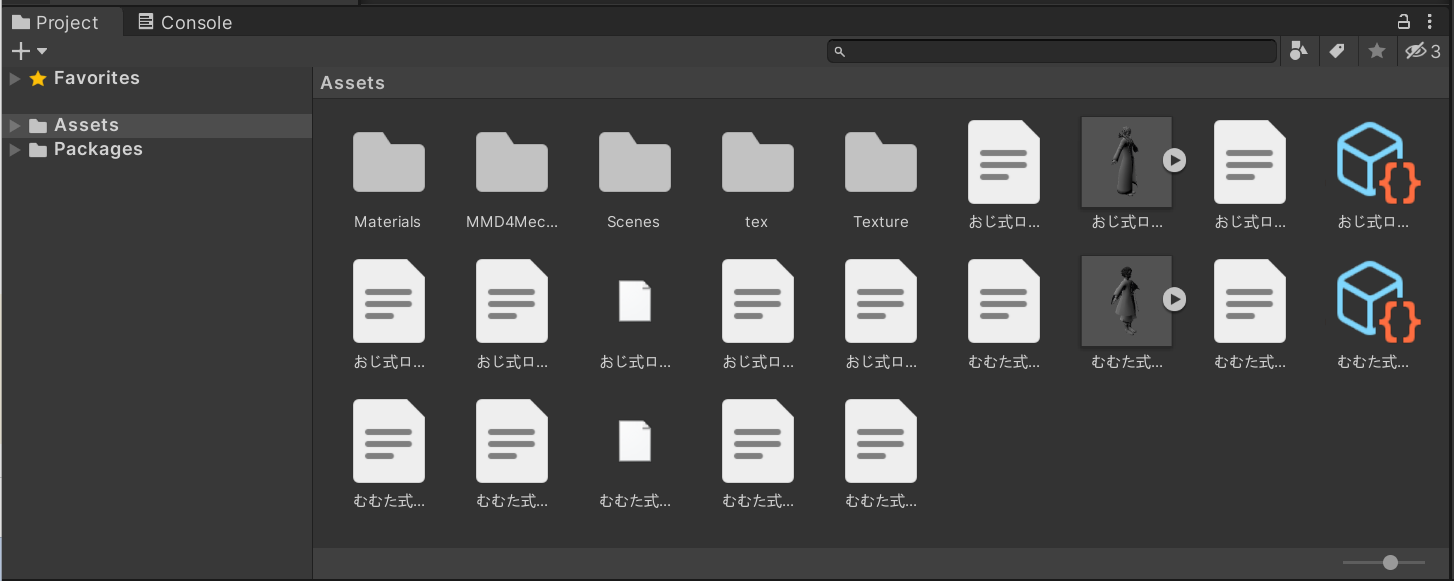 Project
Console
3
Favorites
Assets
Packages
Assets
Materials
MMD4Mec...
Scenes
tex
Texture
おじ式ロ...
おじ式ロ...
おじ式ロ...
おじ式ロ...
おじ式ロ...
おじ式ロ...
おじ式ロ...
おじ式ロ...
おじ式ロ...
むむた式...
むむた式...
むむた式...
むむた式...
むむた式...
むむた式...
むむた式...
むむた式...
むむた式...